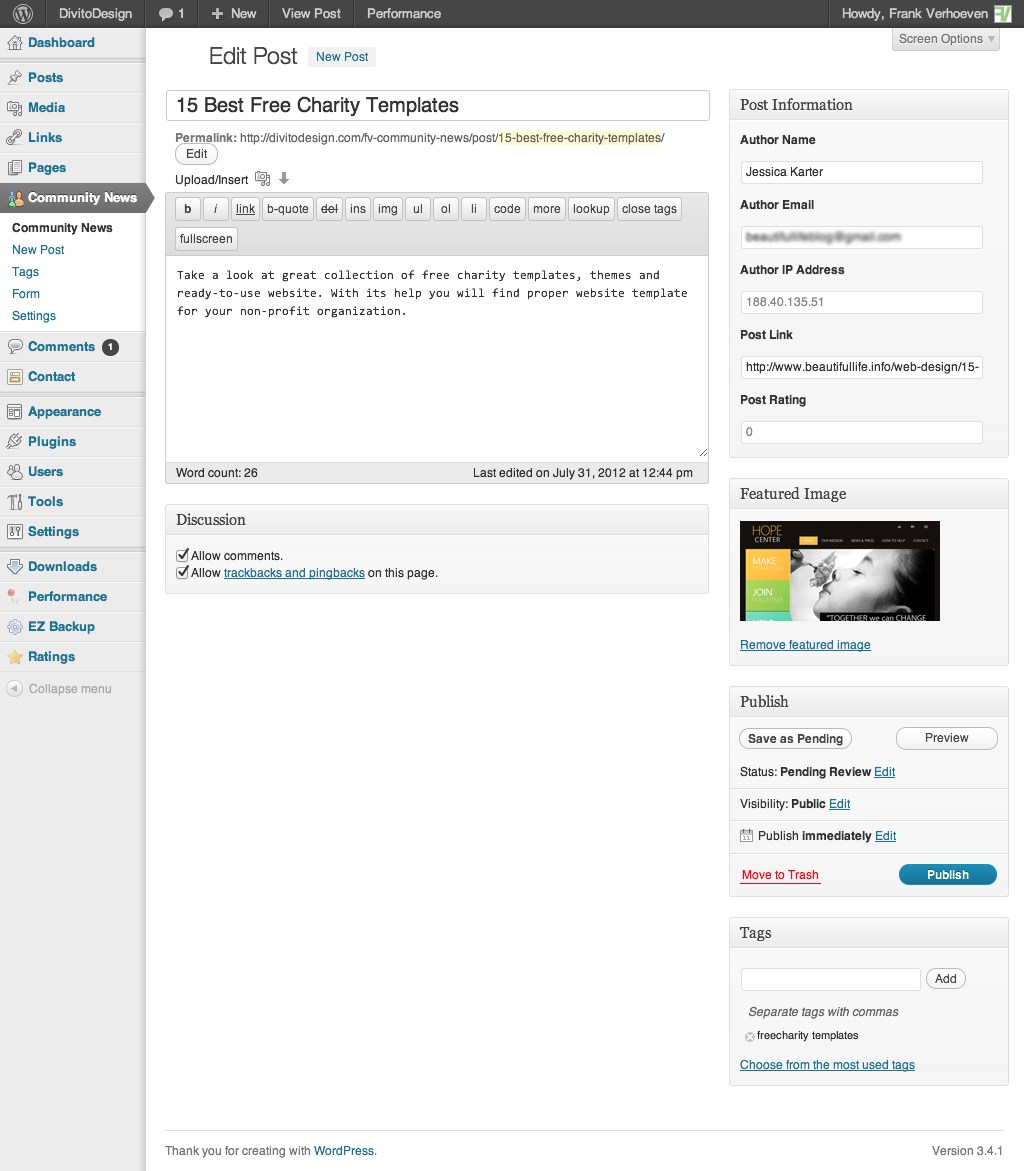 DivitoDesign 1 New View Post Performance Howdy, Frank Verhoeven
Screen Options
Dashboard
Posts
Media
Links
Pages
Community News
Community News
New Post
Tags
Form
Settings
Comments 1
Contact
Appearance
Plugins
Users
Tools
Settings
Downloads
Performance
EZ Backup
Ratings
Collapse menu
Edit Post New Post
15 Best Free Charity Templates
Permalink: http://divitodesign.com/fv-community-news/post/15-best-free-charity-templates/
Edit
Upload/Insert
b i link b-quote del ins img ul ol li code more lookup close tags
fullscreen
Take a look at great collection of free charity templates, themes and
ready-to-use website. With its help you will find proper website template
for your non-profit organization.
Word count: 26 Last edited on July 31, 2012 at 12:44 pm
Discussion
Allow comments.
Allow trackbacks and pingbacks on this page.
Post Information
Author Name
Jessica Karter
Author Email
Author IP Address
188.40.135.51
Post Link
http://www.beautifullife.info/web-design/15-
Post Rating
0
Featured Image
HOPE
CENTER
MAKE
JOIN
"TOGETHER we can CHANGE
Remove featured image
Publish
Save as Pending Preview
Status: Pending Review Edit
Visibility: Public Edit
Publish immediately Edit
Move to Trash Publish
Tags
Add
Separate tags with commas
freecharity templates
Choose from the most used tags
Thank you for creating with WordPress. Version 3.4.1